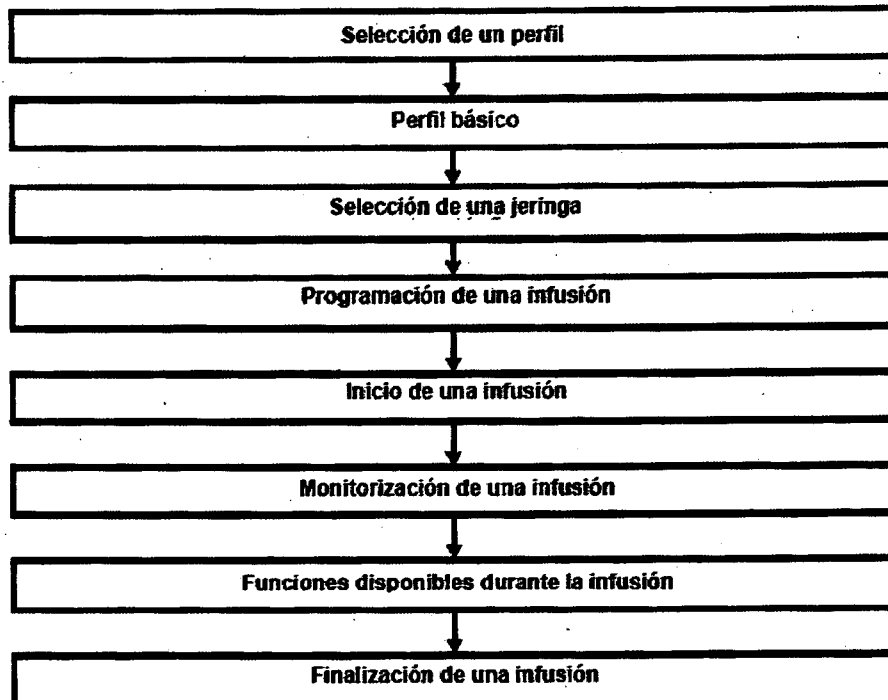 Selección de un perfil
Perfil básico
Selección de una jeringa
Programación de una infusión
Inicio de una infusión
Monitorización de una infusión
Funciones disponibles durante la infusión
Finalización de una infusión